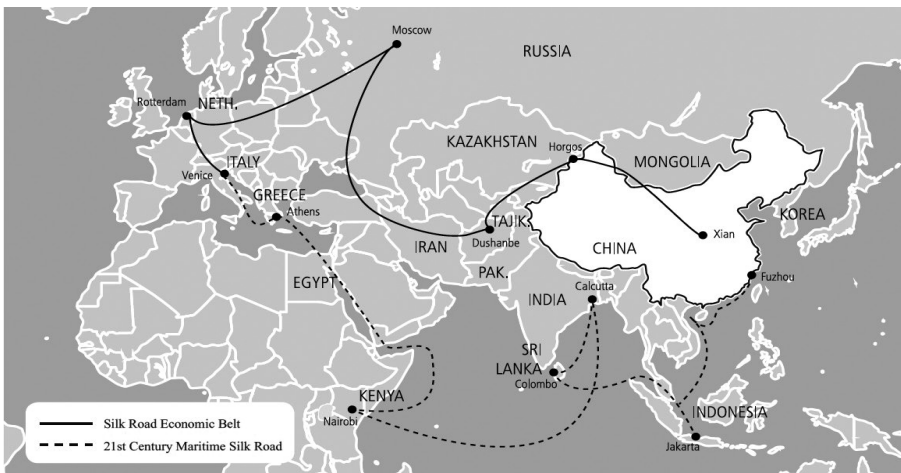 Moscow
RUSSIA
Rotterdam
NETH.
KAZAKHSTAN
Horgos
MONGOLIA
ITALY
Venice
GREECE
Athens
TAJIK.
KOREA
Xian
IRAN
Dushanbe
CHINA
PAK.
Fuzhou
EGYPT
Calcutta
INDIA
SRI
LANKA
Colombo
KENYA
Nairobi
INDONESIA
Jakarta
Silk Road Economic Belt
21st Century Maritime Silk Road